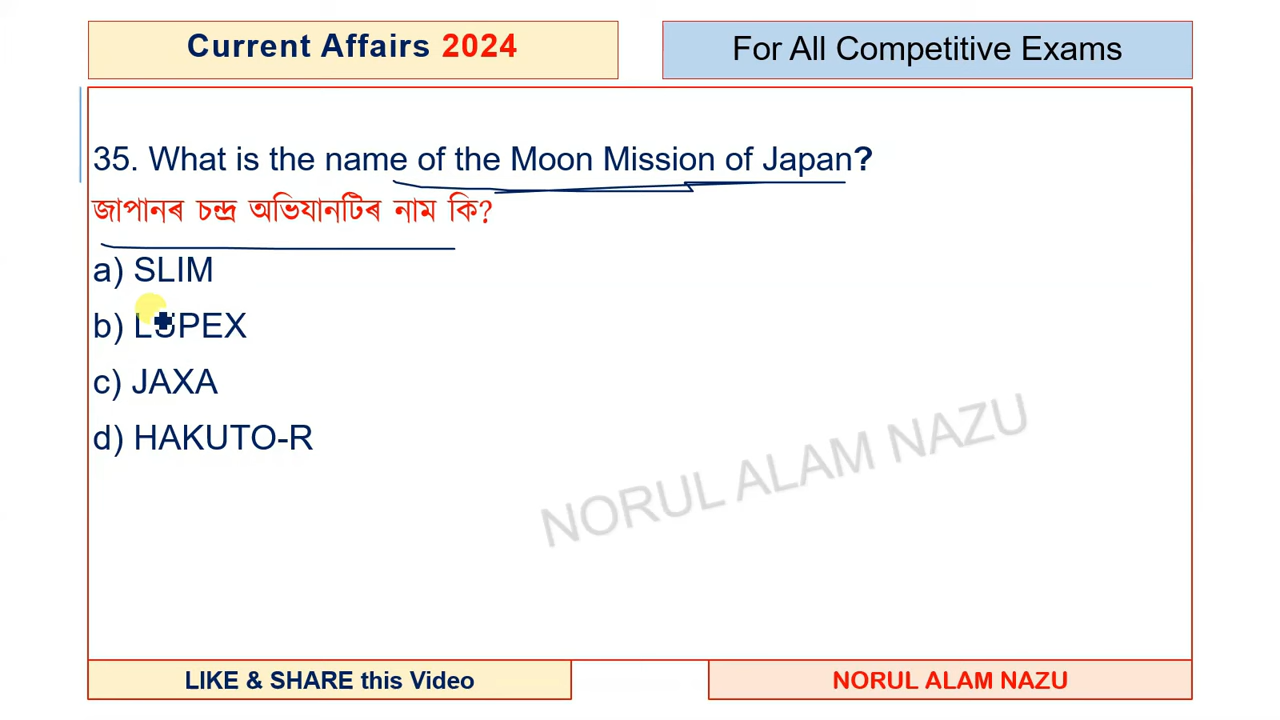 Current Affairs 2024
For All Competitive Exams
35. What is the name of the Moon Mission of Japan?
জাপানৰ চন্দ্ৰ অভিযানটিৰ নাম কি?
a) SLIM
b) LUPEX
c) JAXA
d) HAKUTO-R
NORUL ALAM NAZU
LIKE & SHARE this Video
NORUL ALAM NAZU